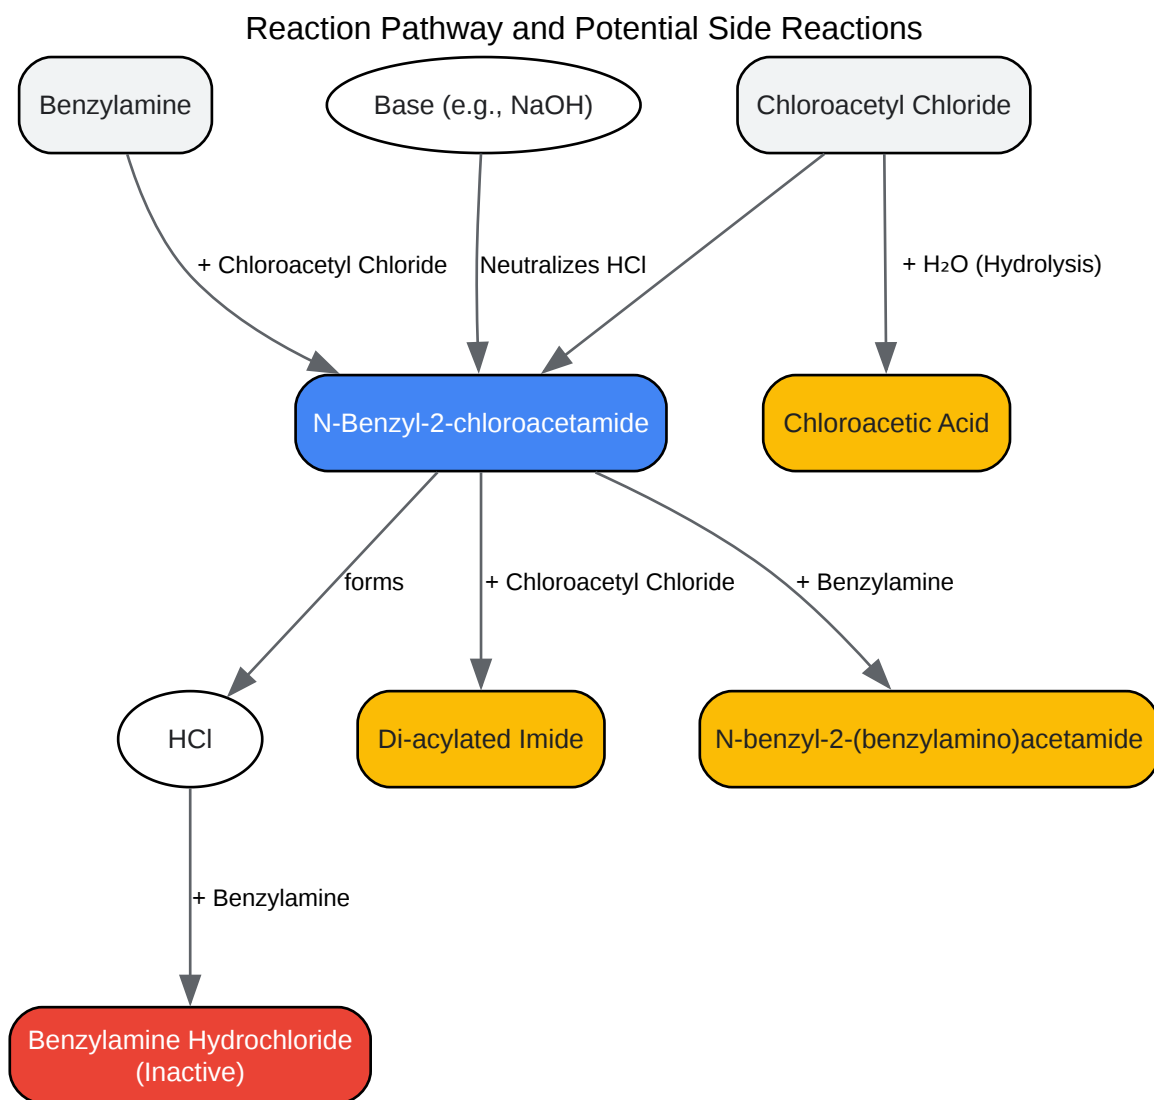 Reaction Pathway and Potential Side Reactions
Benzylamine
Base (e.g., NaOH)
Chloroacetyl Chloride
+ Chloroacetyl Chloride
Neutralizes HCl
+ H₂O (Hydrolysis)
N-Benzyl-2-chloroacetamide
Chloroacetic Acid
forms
+ Chloroacetyl Chloride
+ Benzylamine
HCl
Di-acylated Imide
N-benzyl-2-(benzylamino)acetamide
+ Benzylamine
Benzylamine Hydrochloride
(Inactive)